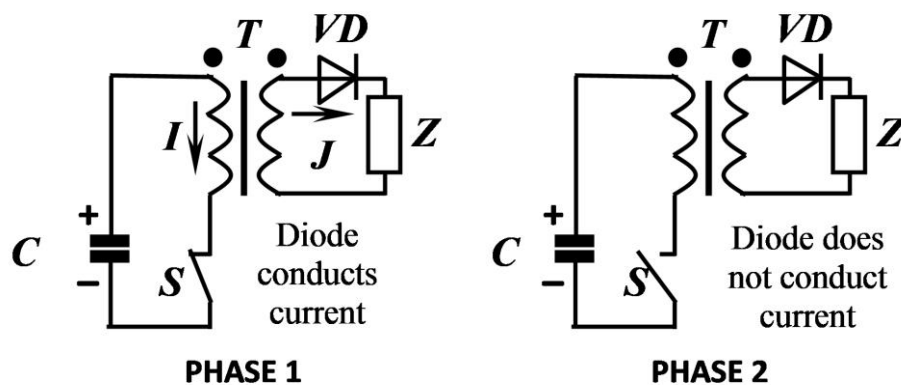 T
VD
I
J
Z
+
C
–
S
Diode
conducts
current
PHASE 1
T
VD
Z
+
C
–
S
Diode does
not conduct
current
PHASE 2